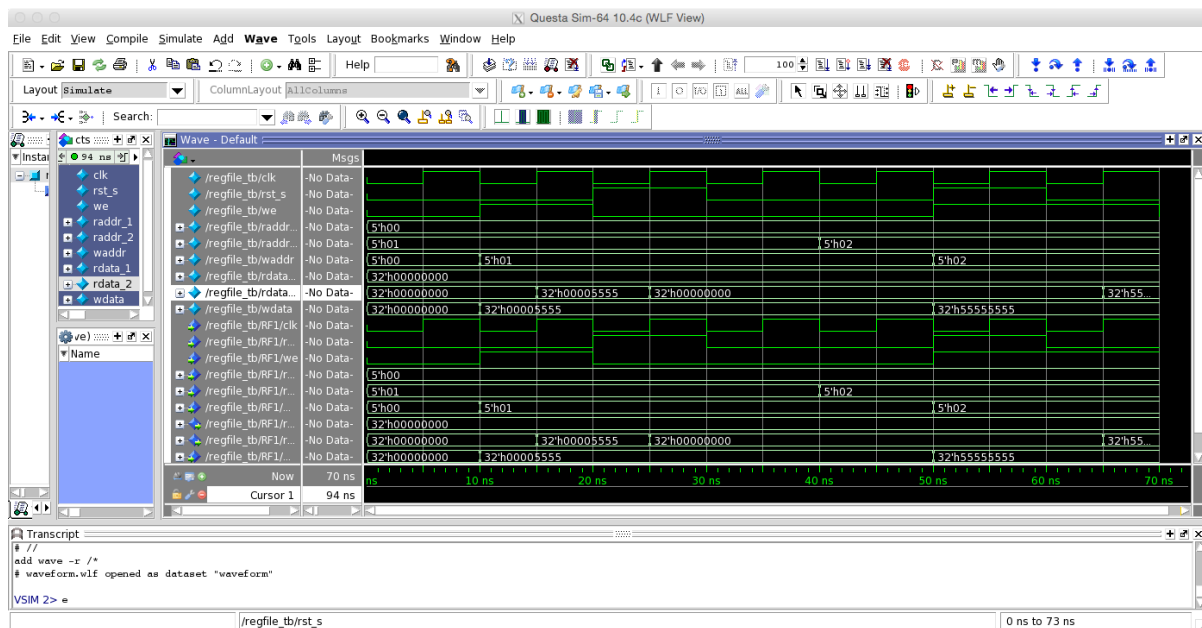 Questa Sim-64 10.4c (WLF View)
File Edit View Compile Simulate Add Wave Tools Layout Bookmarks Window Help
Help 100
Layout Simulate ColumnLayout AllColumns
Search:
cts Wave - Default
Instar 94 ns Msgs
clk
rst_s
we
raddr_1
raddr_2
waddr
rdata_1
rdata_2
wdata
ve)
Name
/regfile_tb/clk -No Data-
/regfile_tb/rst_s -No Data-
/regfile_tb/we -No Data-
/regfile_tb/raddr... -No Data- 5'h00
/regfile_tb/raddr... -No Data- 5'h01 5'h02
/regfile_tb/waddr -No Data- 5'h00 5'h01 5'h02
/regfile_tb/rdata... -No Data- 32'h00000000
/regfile_tb/rdata... -No Data- 32'h00000000 32'h00005555 32'h00000000 32'h55...
/regfile_tb/wdata -No Data- 32'h00000000 32'h00005555 32'h55555555
/regfile_tb/RF1/clk -No Data-
/regfile_tb/RF1/r... -No Data-
/regfile_tb/RF1/we -No Data-
/regfile_tb/RF1/r... -No Data- 5'h00
/regfile_tb/RF1/r... -No Data- 5'h01 5'h02
/regfile_tb/RF1/... -No Data- 5'h00 5'h01 5'h02
/regfile_tb/RF1/r... -No Data- 32'h00000000
/regfile_tb/RF1/r... -No Data- 32'h00000000 32'h00005555 32'h00000000 32'h55...
/regfile_tb/RF1/... -No Data- 32'h00000000 32'h00005555 32'h55555555
Now 70 ns ns 10 ns 20 ns 30 ns 40 ns 50 ns 60 ns 70 ns
Cursor 1 94 ns
Transcript
# //
add wave -r /*
# waveform.wlf opened as dataset "waveform"
VSIM 2> e
/regfile_tb/rst_s 0 ns to 73 ns